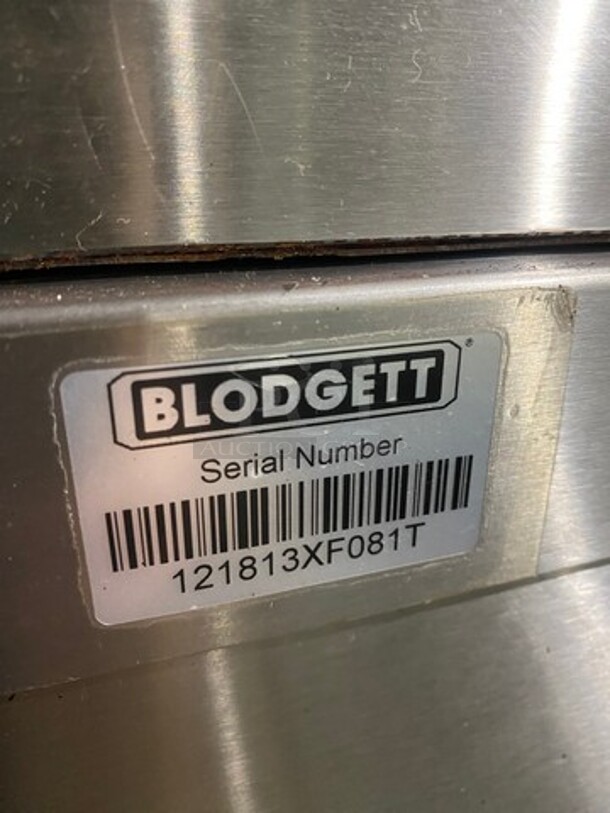 BLODGETT®
Serial Number
121813XF081T